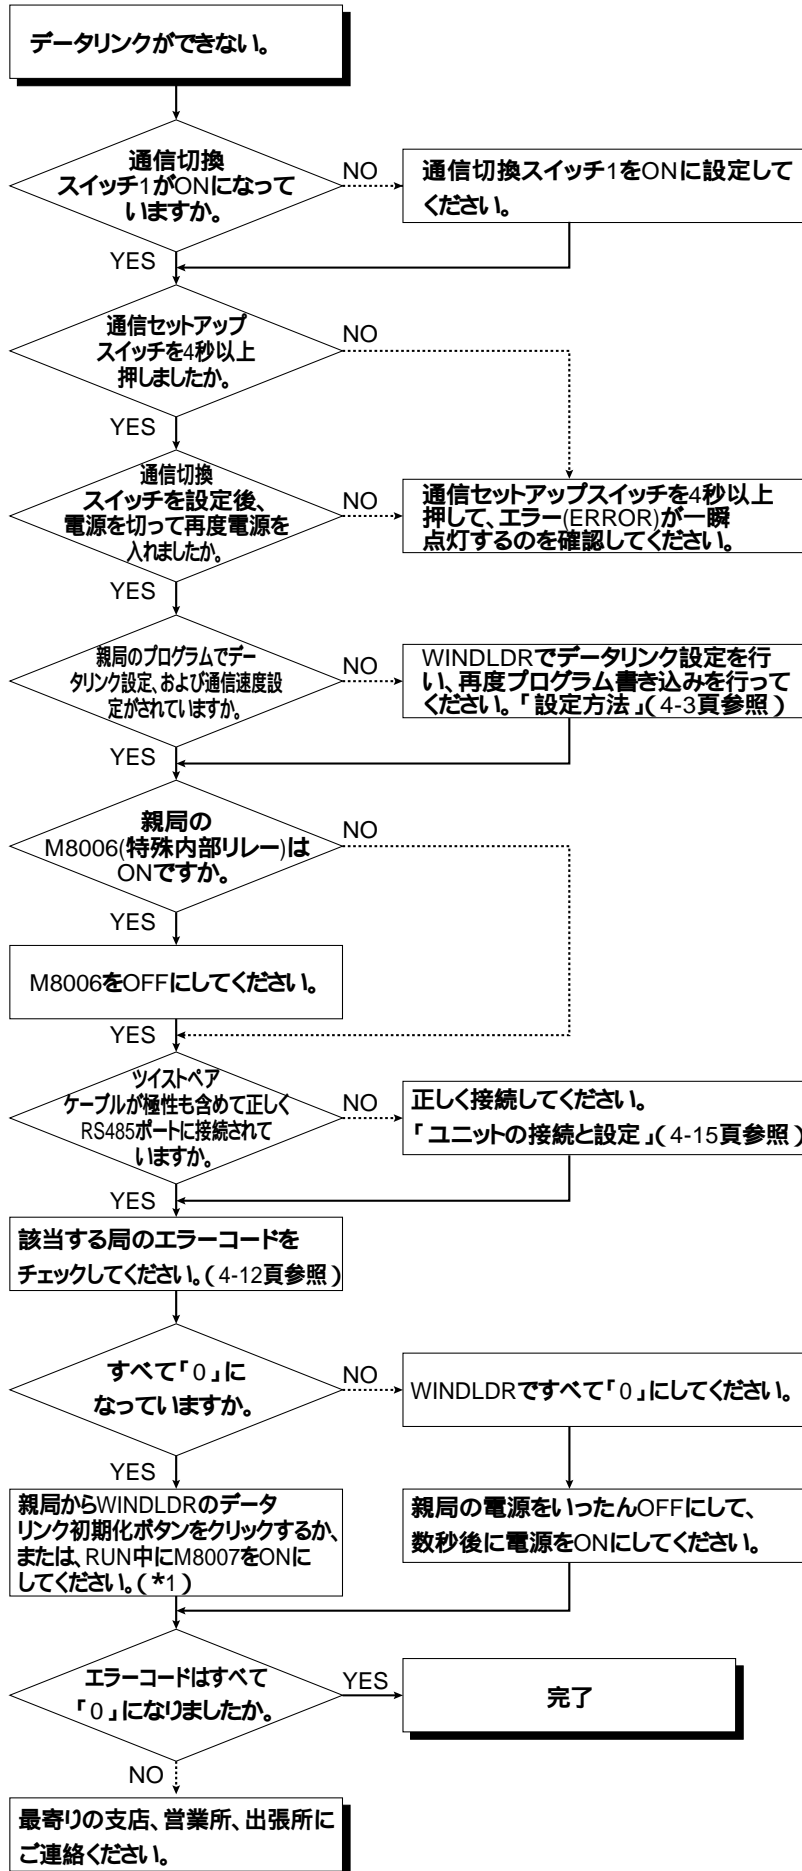 データリンクができない。
通信切換
スイッチ1がONになって
いますか。
NO
通信切換スイッチ1をONに設定して
ください。
YES
通信セットアップ
スイッチを4秒以上
押しましたか。
NO
YES
通信切換
スイッチを設定後、
電源を切って再度電源を
入れましたか。
NO
通信セットアップスイッチを4秒以上
押して、エラー(ERROR)が一瞬
点灯するのを確認してください。
YES
親局のプログラムでデー
タリンク設定、および通信速度設
定がされていますか。
NO
WINDLDRでデータリンク設定を行
い、再度プログラム書き込みを行って
ください。「設定方法」(4-3頁参照)
YES
親局の
M8006(特殊内部リレー)は
ONですか。
NO
YES
M8006をOFFにしてください。
YES
ツイストペア
ケーブルが極性も含めて正しく
RS485ポートに接続されて
いますか。
NO
正しく接続してください。
「ユニットの接続と設定」(4-15頁参照)
YES
該当する局のエラーコードを
チェックしてください。(4-12頁参照)
すべて「0」に
なっていますか。
NO
WINDLDRですべて「0」にしてください。
YES
親局からWINDLDRのデータ
リンク初期化ボタンをクリックするか、
または、RUN中にM8007をONに
してください。(*1)
親局の電源をいったんOFFにして、
数秒後に電源をONにしてください。
エラーコードはすべて
「0」になりましたか。
YES
完了
NO
最寄りの支店、営業所、出張所に
ご連絡ください。